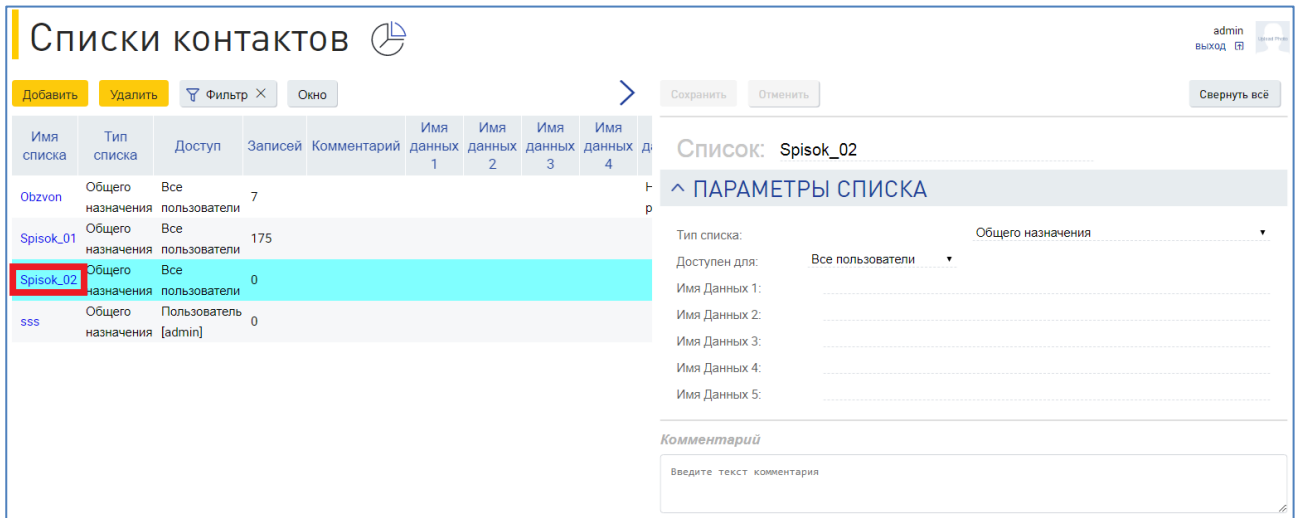 Списки контактов
admin
выход
Upload Photo
Добавить Удалить Фильтр × Окно
Сохранить Отменить Свернуть всё
Имя списка Тип списка Доступ Записей Комментарий Имя данных 1 Имя данных 2 Имя данных 3 Имя данных 4
Obzvon Общего назначения Все пользователи 7
Spisok_01 Общего назначения Все пользователи 175
Spisok_02 Общего назначения Все пользователи 0
sss Общего назначения Пользователь [admin] 0
Список: Spisok_02
ПАРАМЕТРЫ СПИСКА
Тип списка: Общего назначения
Доступен для: Все пользователи
Имя Данных 1:
Имя Данных 2:
Имя Данных 3:
Имя Данных 4:
Имя Данных 5:
Комментарий
Введите текст комментария